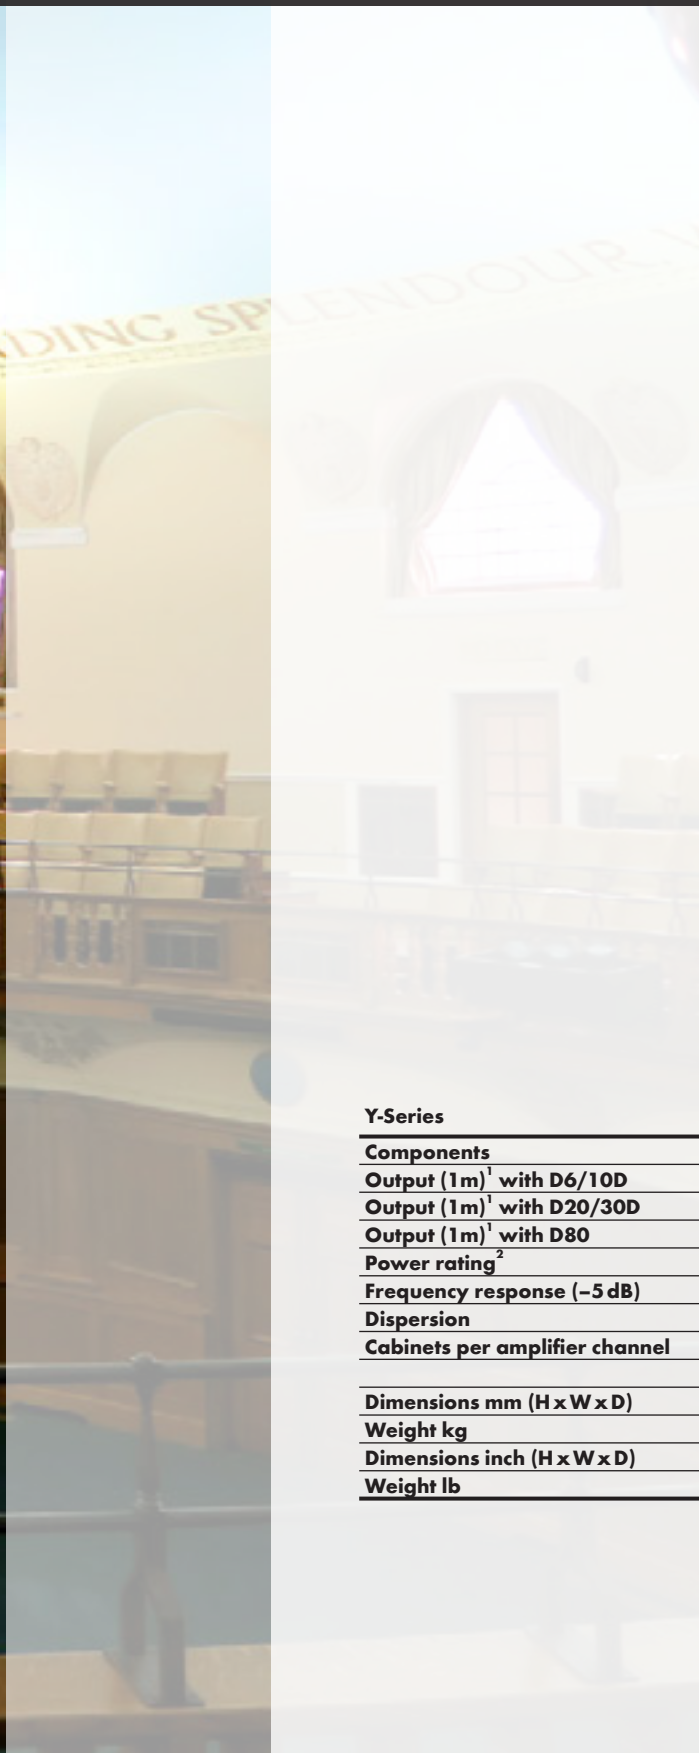 DING SPLENDOUR, 
Y-Series
Components
Output (1m)¹ with D6/10D
Output (1m)¹ with D20/30D
Output (1m)¹ with D80
Power rating²
Frequency response (–5 dB)
Dispersion
Cabinets per amplifier channel
Dimensions mm (H x W x D)
Weight kg
Dimensions inch (H x W x D)
Weight lb